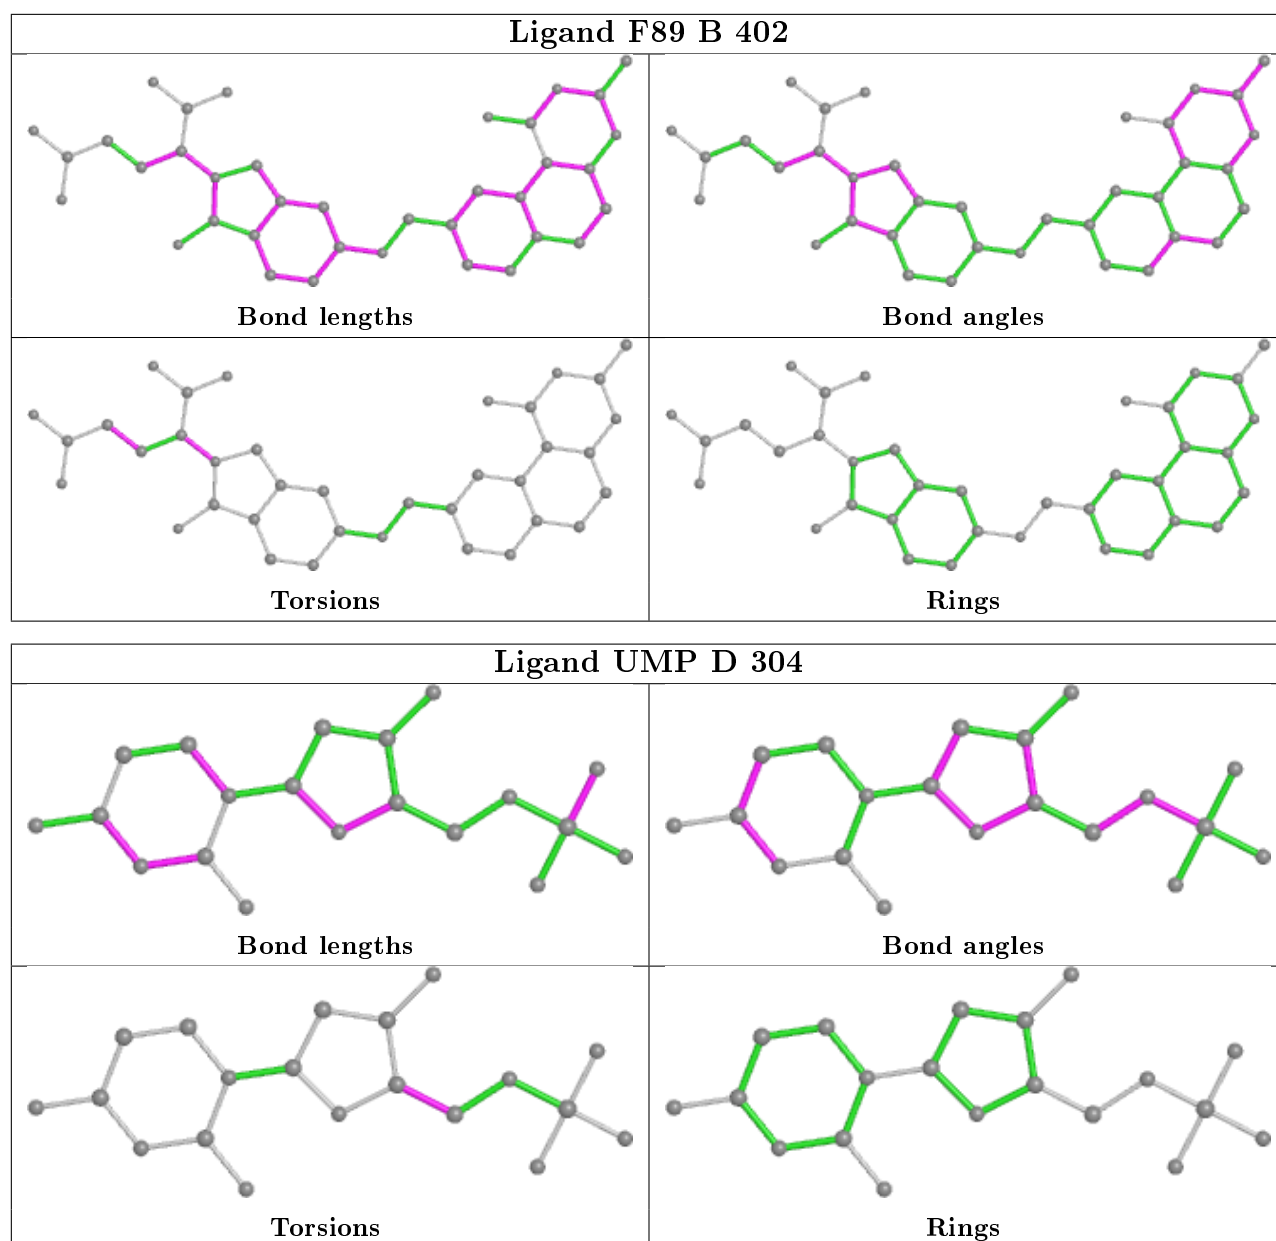 Ligand F89 B 402
Bond lengths
Bond angles
Torsions
Rings
Ligand UMP D 304
Bond lengths
Bond angles
Torsions
Rings